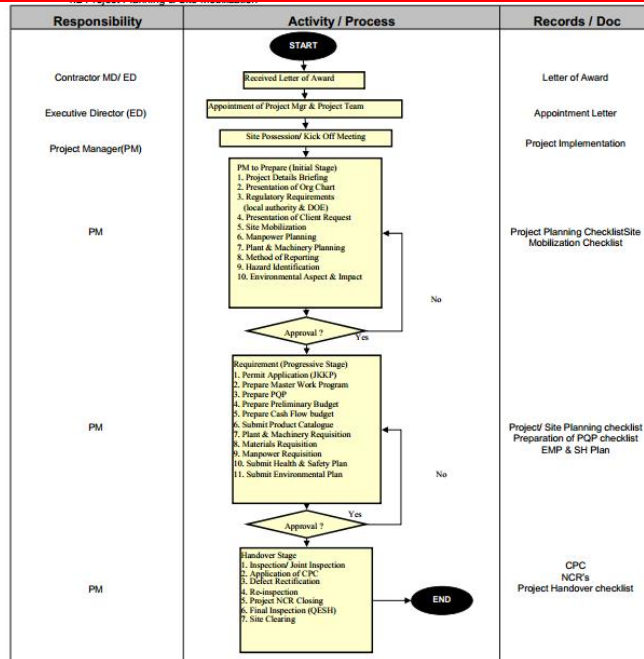 Responsibility
Activity / Process
Records / Doc
START
Contractor MD/ ED
Received Letter of Award
Letter of Award
Executive Director (ED)
Appointment of Project Mgr & Project Team
Appointment Letter
Project Manager(PM)
Site Possession/ Kick Off Meeting
Project Implementation
PM to Prepare (Initial Stage)
1. Project Details Briefing
2. Presentation of Org Chart
3. Regulatory Requirements
(local authority & DOE)
4. Presentation of Client Request
5. Site Mobilization
6. Manpower Planning
7. Plant & Machinery Planning
8. Method of Reporting
9. Hazard Identification
10. Environmental Aspect & Impact
PM
Project Planning ChecklistSite
Mobilization Checklist
No
Approval ?
Yes
Requirement (Progressive Stage)
1. Permit Application (JKKP)
2. Prepare Master Work Program
3. Prepare PQP
4. Prepare Preliminary Budget
5. Prepare Cash Flow budget
6. Submit Product Catalogue
7. Plant & Machinery Requisition
8. Materials Requisition
9. Manpower Requisition
10. Submit Health & Safety Plan
11. Submit Environmental Plan
PM
Project/ Site Planning checklist
Preparation of PQP checklist
EMP & SH Plan
No
Yes
Approval ?
Handover Stage
1. Inspection/ Joint Inspection
2. Application of CPC
3. Defect Rectification
4. Re-inspection
5. Project NCR Closing
6. Final Inspection (QESH)
7. Site Clearing
PM
END
CPC
NCR's
Project Handover checklist